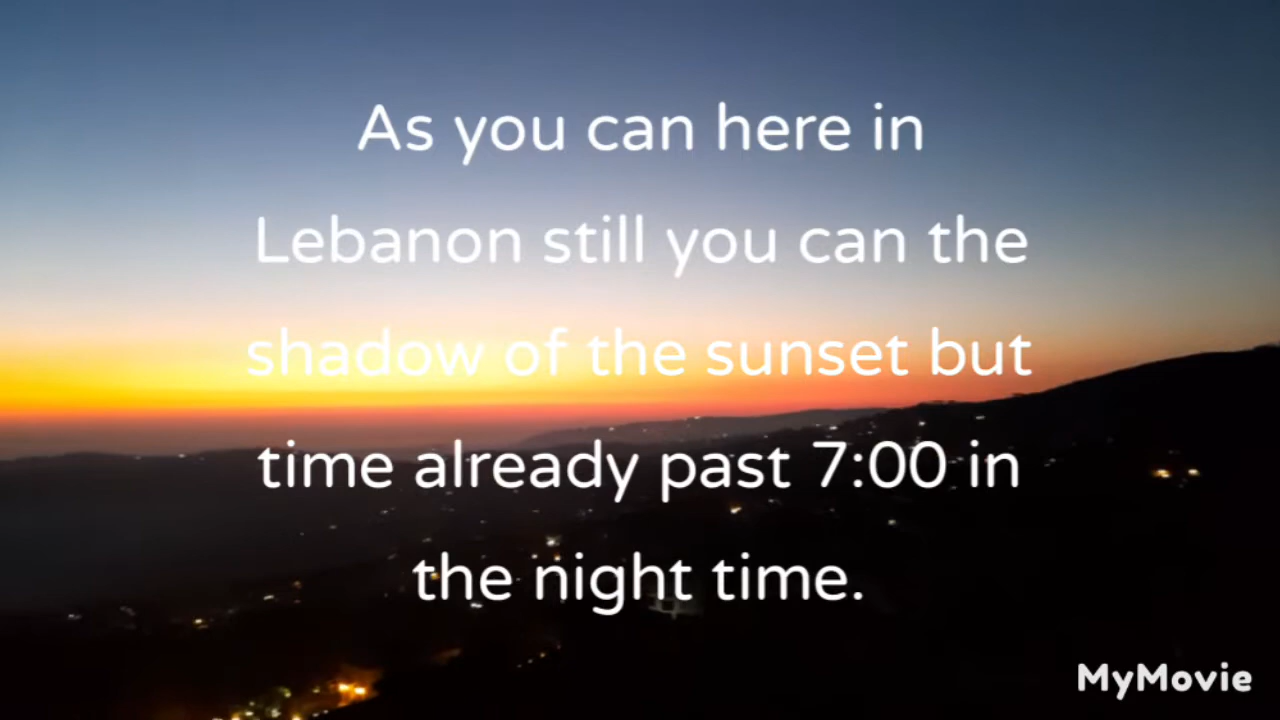 As you can here in
Lebanon still you can the
shadow of the sunset but
time already past 7:00 in
the night time.
MyMovie